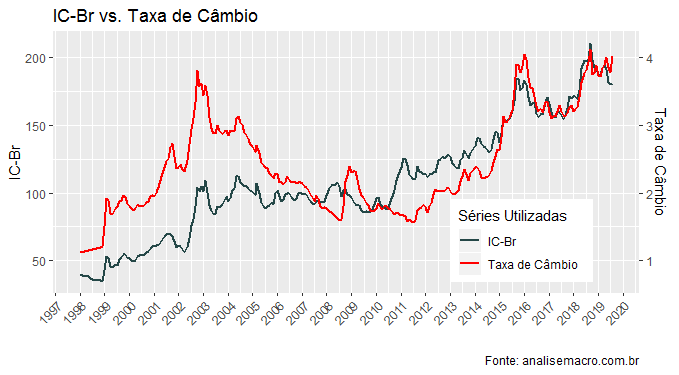 IC-Br vs. Taxa de Câmbio
IC-Br
200
150
100
50
4
3
2
1
Taxa de Câmbio
Séries Utilizadas
IC-Br
Taxa de Câmbio
1997 1998 1999 2000 2001 2002 2003 2004 2005 2006 2007 2008 2009 2010 2011 2012 2013 2014 2015 2016 2017 2018 2019 2020
Fonte: analisemacro.com.br